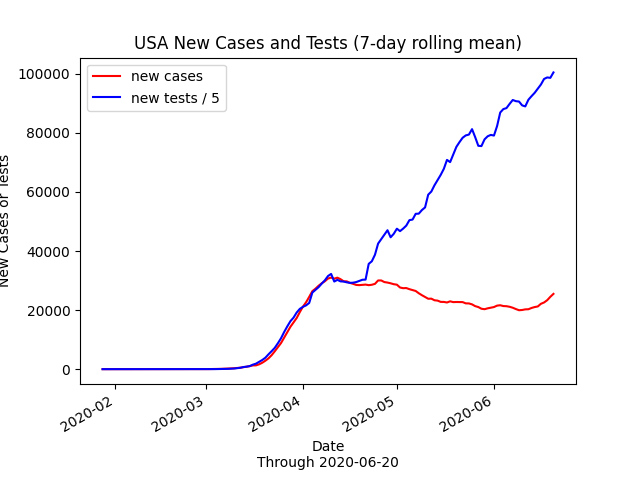 USA New Cases and Tests (7-day rolling mean)
new cases
new tests / 5
100000
80000
60000
40000
20000
0
New Cases or Tests
2020-02
2020-03
2020-04
2020-05
2020-06
Date
Through 2020-06-20